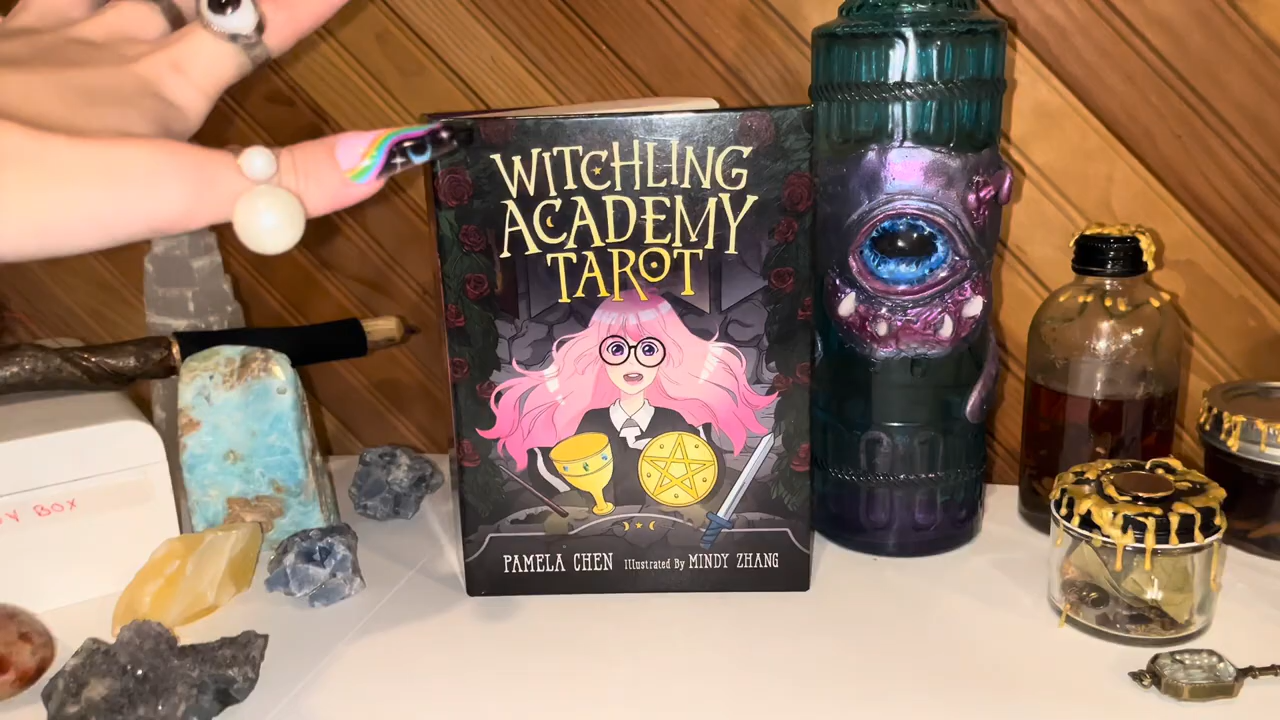 WITCHLING
ACADEMY
TAROT
PAMELA CHEN Illustrated By MINDY ZHANG
BOX